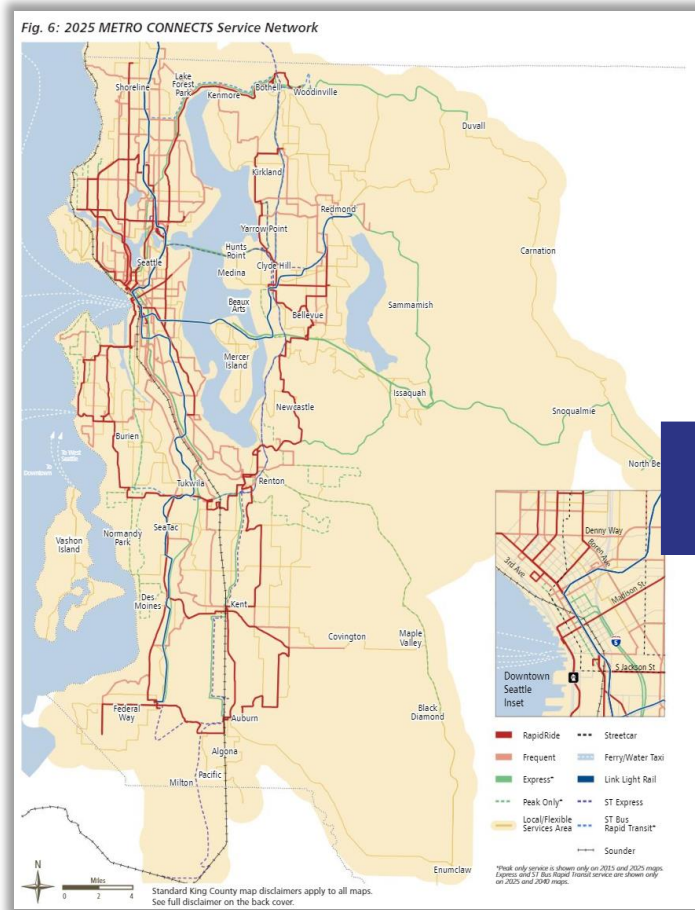 Fig. 6: 2025 METRO CONNECTS Service Network
Shoreline
Lake
Forest
Park
Kenmore
Bothell
Woodinville
Duvall
Kirkland
Redmond
Yarrow Point
Carnation
Hunts
Point
Seattle
Clyde Hill
Medina
Beaux
Arts
Bellevue
Sammamish
Mercer
Island
Issaquah
Newcastle
Snoqualmie
Burien
To West
Seattle
To
Downtown
North Be
Renton
Tukwila
SeaTac
Vashon
Island
Normandy
Park
Des
Moines
Kent
Covington
Maple
Valley
Black
Diamond
Federal
Way
Auburn
Algona
Pacific
Milton
Enumclaw
Denny Way
Boren Ave
3rd Ave
Madison St
S Jackson St
5
Downtown
Seattle
Inset
RapidRide
Frequent
Express*
Peak Only*
Local/Flexible
Services Area
Streetcar
Ferry/Water Taxi
Link Light Rail
ST Express
ST Bus
Rapid Transit*
Sounder
*Peak only service is shown only on 2015 and 2025 maps.
Express and ST Bus Rapid Transit service are shown only
on 2025 and 2040 maps.
N
Miles
0 2 4
Standard King County map disclaimers apply to all maps.
See full disclaimer on the back cover.